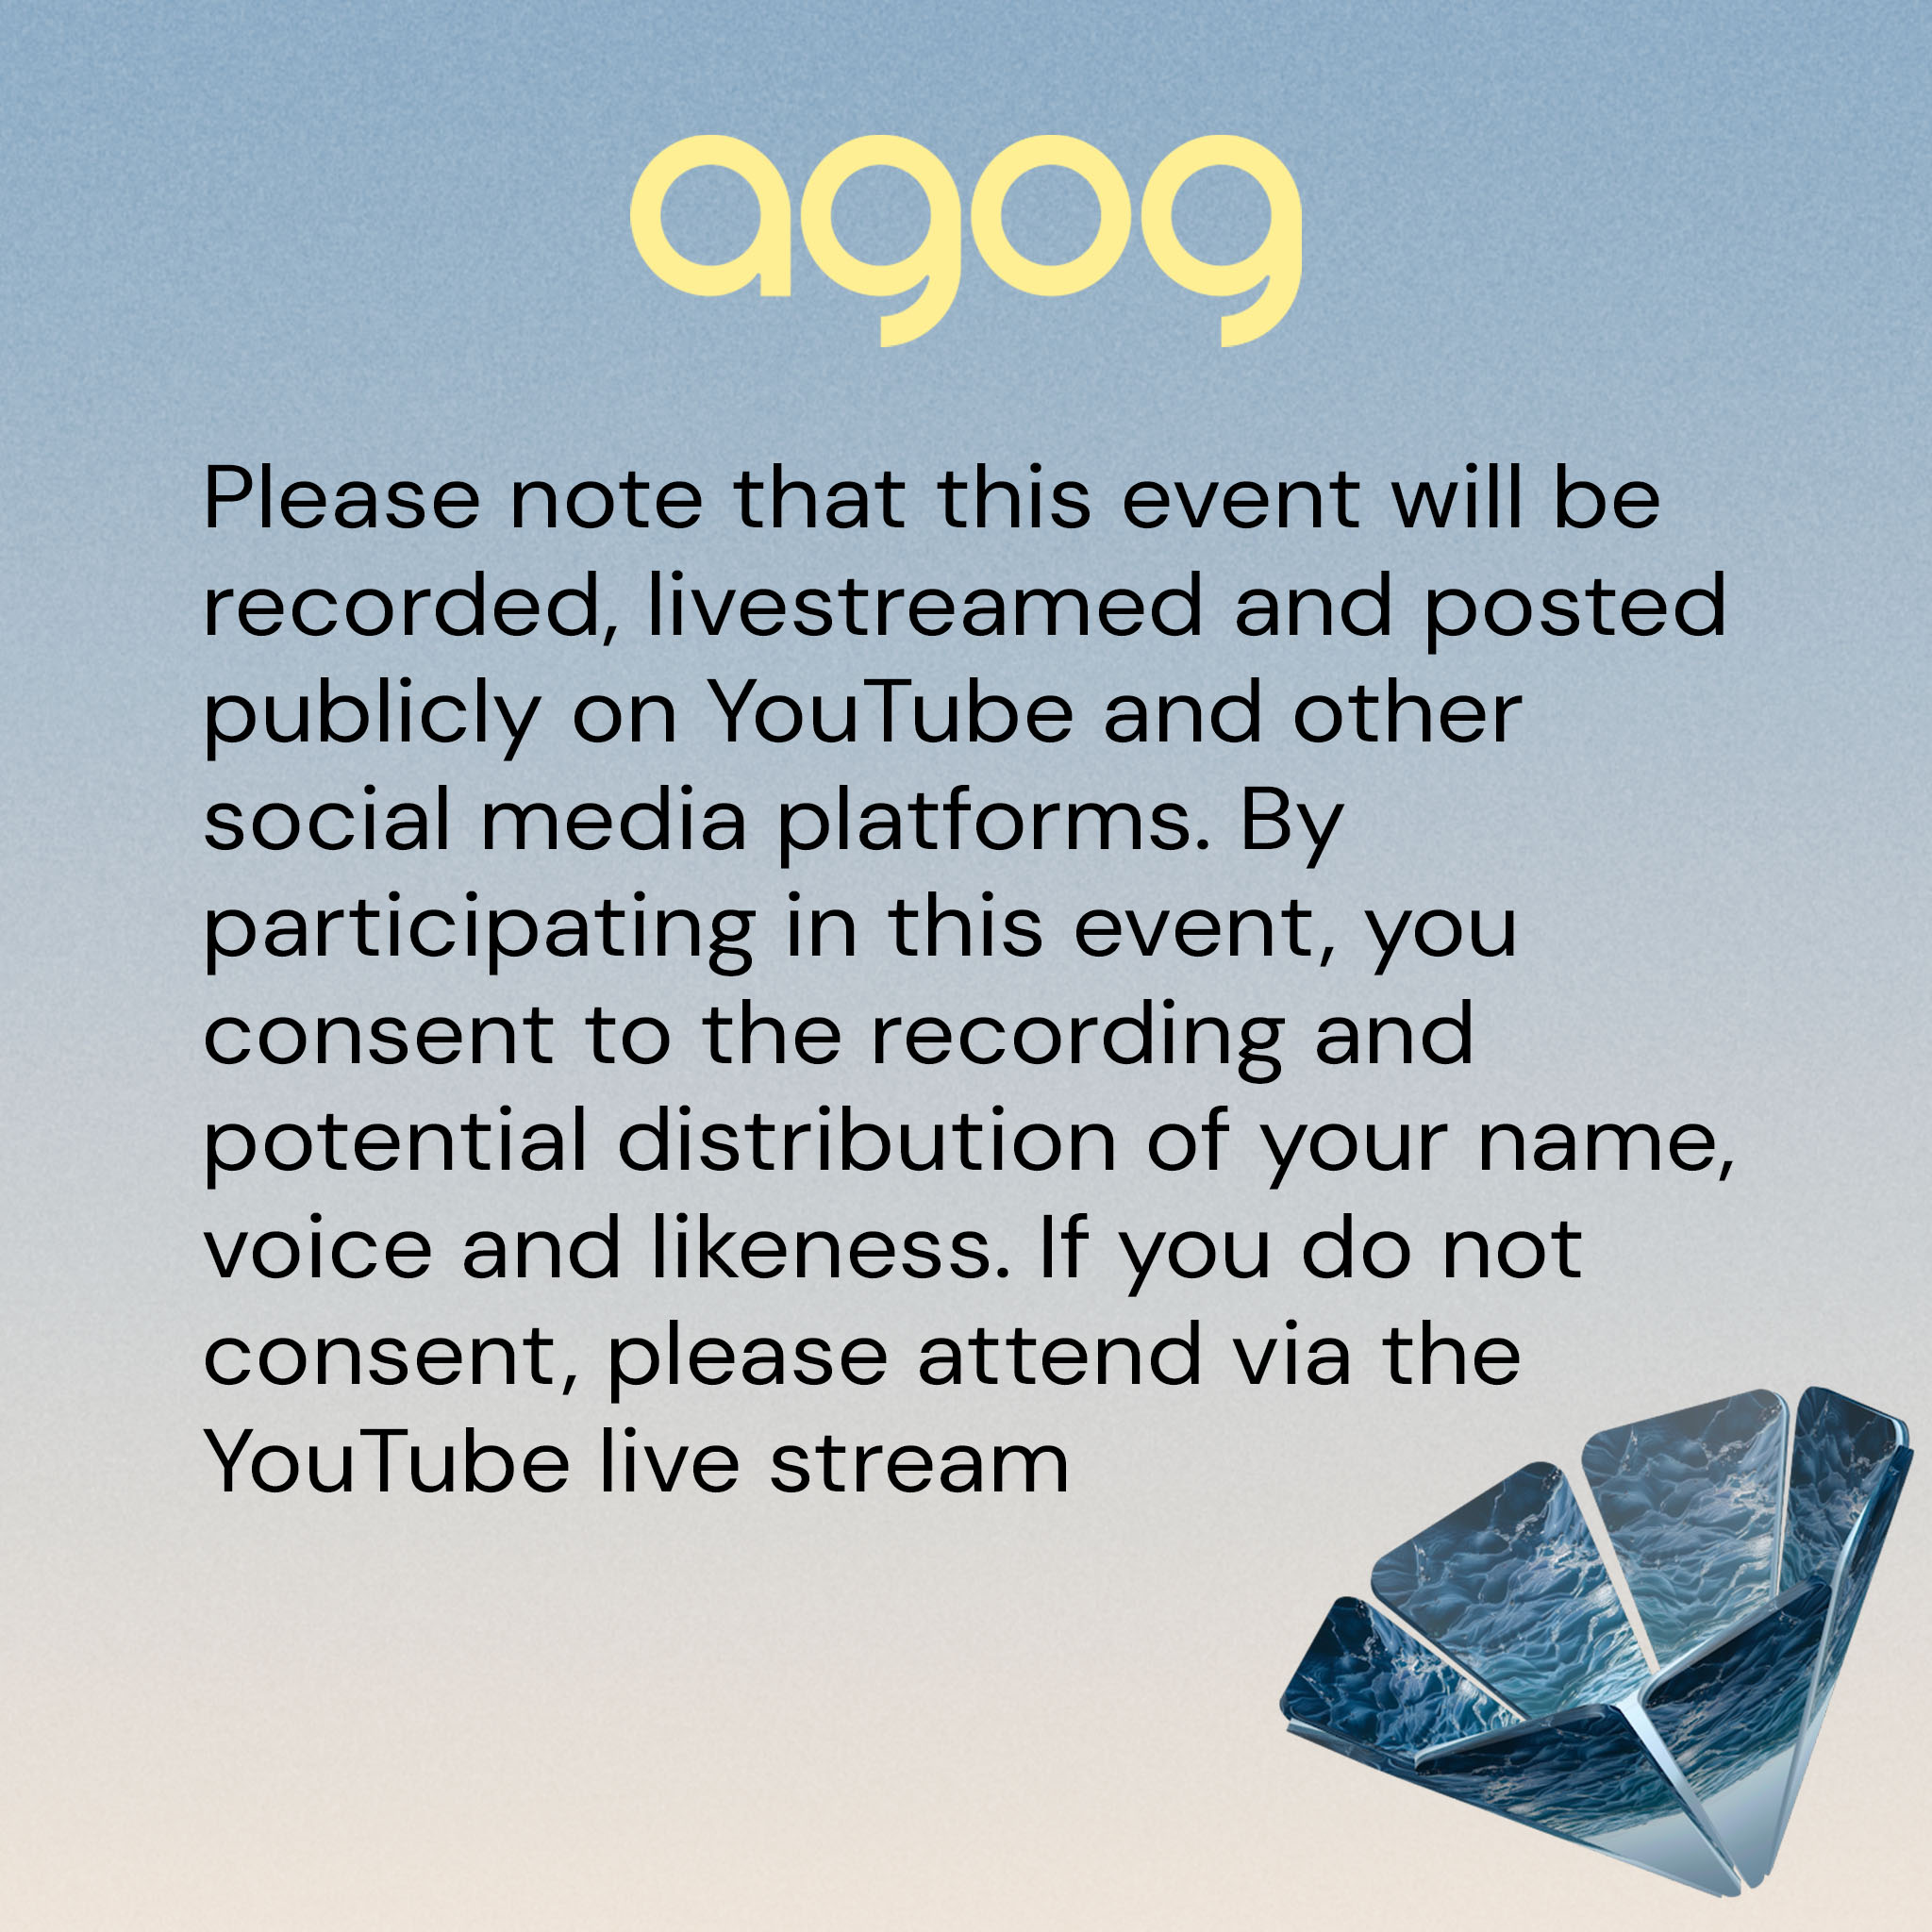 agog
Please note that this event will be
recorded, livestreamed and posted
publicly on YouTube and other
social media platforms. By
participating in this event, you
consent to the recording and
potential distribution of your name,
voice and likeness. If you do not
consent, please attend via the
YouTube live stream